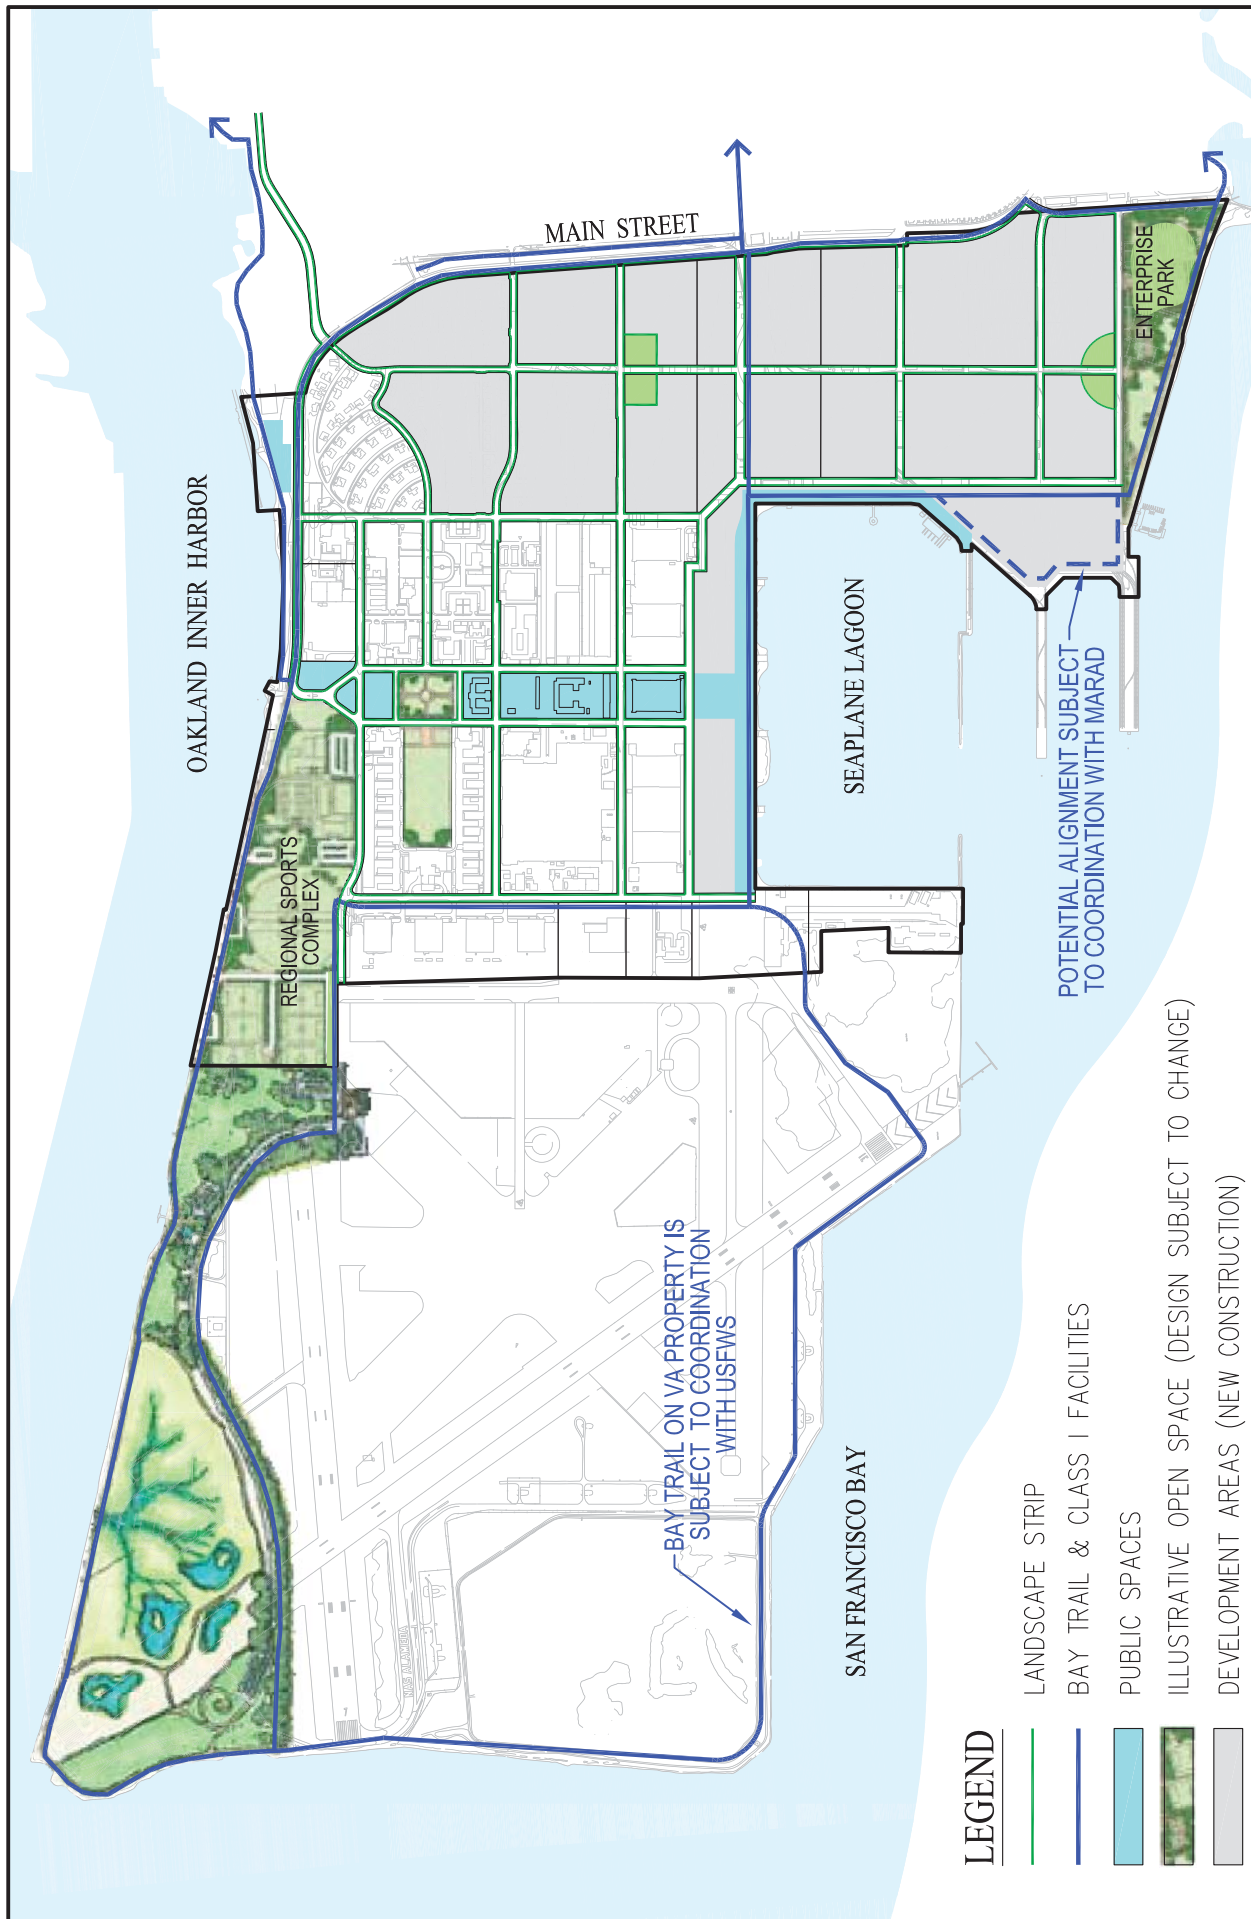 MAIN STREET
OAKLAND INNER HARBOR
ENTERPRISE
PARK
SEAPLANE LAGOON
REGIONAL SPORTS
COMPLEX
POTENTIAL ALIGNMENT SUBJECT
TO COORDINATION WITH MARAD
BAY TRAIL ON VA PROPERTY IS
SUBJECT TO COORDINATION
WITH USFWS
NAS ALAMEDA
SAN FRANCISCO BAY
LEGEND
LANDSCAPE STRIP
BAY TRAIL & CLASS I FACILITIES
PUBLIC SPACES
ILLUSTRATIVE OPEN SPACE (DESIGN SUBJECT TO CHANGE)
DEVELOPMENT AREAS (NEW CONSTRUCTION)